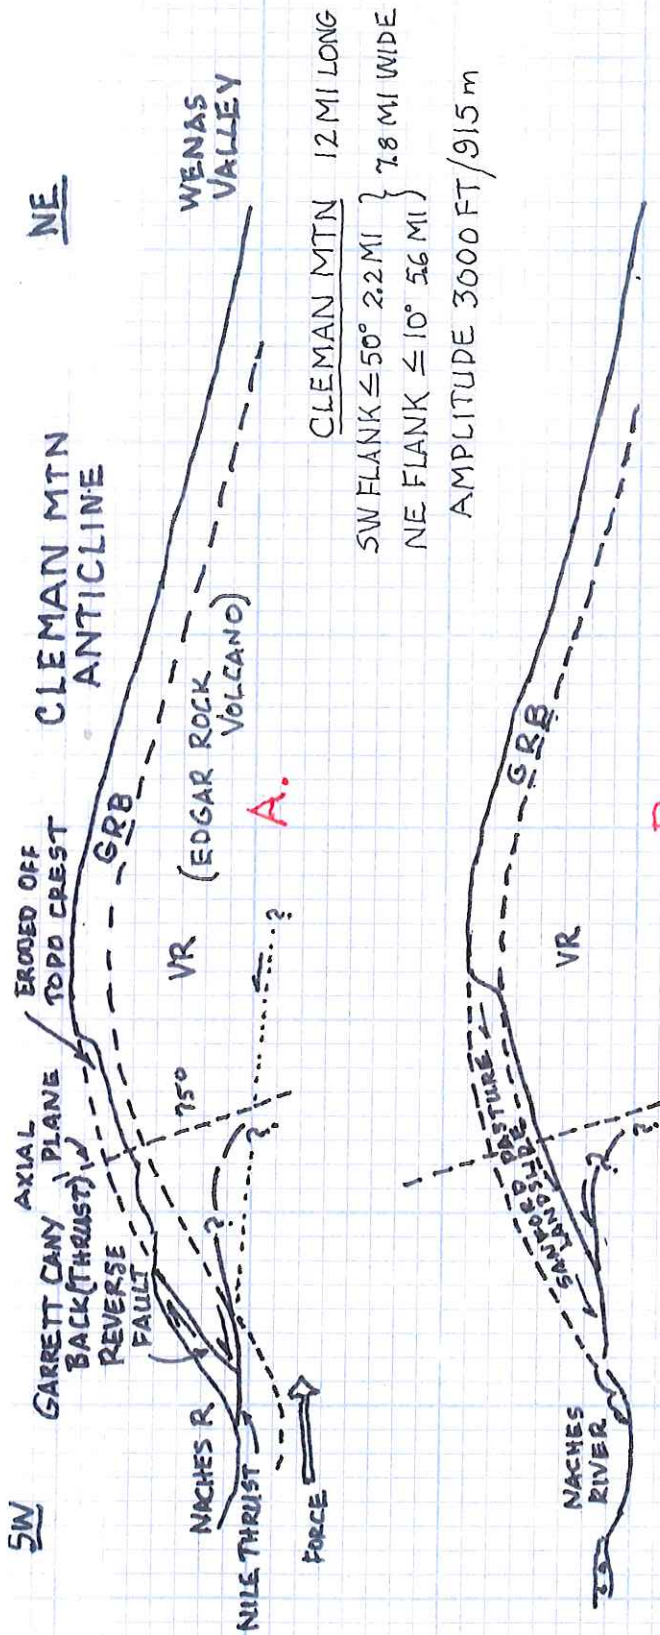 SW
NE
CLEMAN MTN
ANTICLINE
GARRETT CANY
BACK(THRUST)
REVERSE
FAULT
AXIAL
PLANE
ERODED OFF
TOPO CREST
WENAS
VALLEY
GRB
NACHES R
NILE THRUST
FORCE
75°
VR
(EDGAR ROCK
VOLCANO)
?
?
?
A.
CLEMAN MTN 12 MI LONG
SW FLANK ≤ 50° 2.2 MI } 7.8 MI WIDE
NE FLANK ≤ 10° 5.6 MI
AMPLITUDE 3000 FT/915 m
SANFORD PASTURE
LANDSLIDE
GRB
NACHES
RIVER
VR
?
?